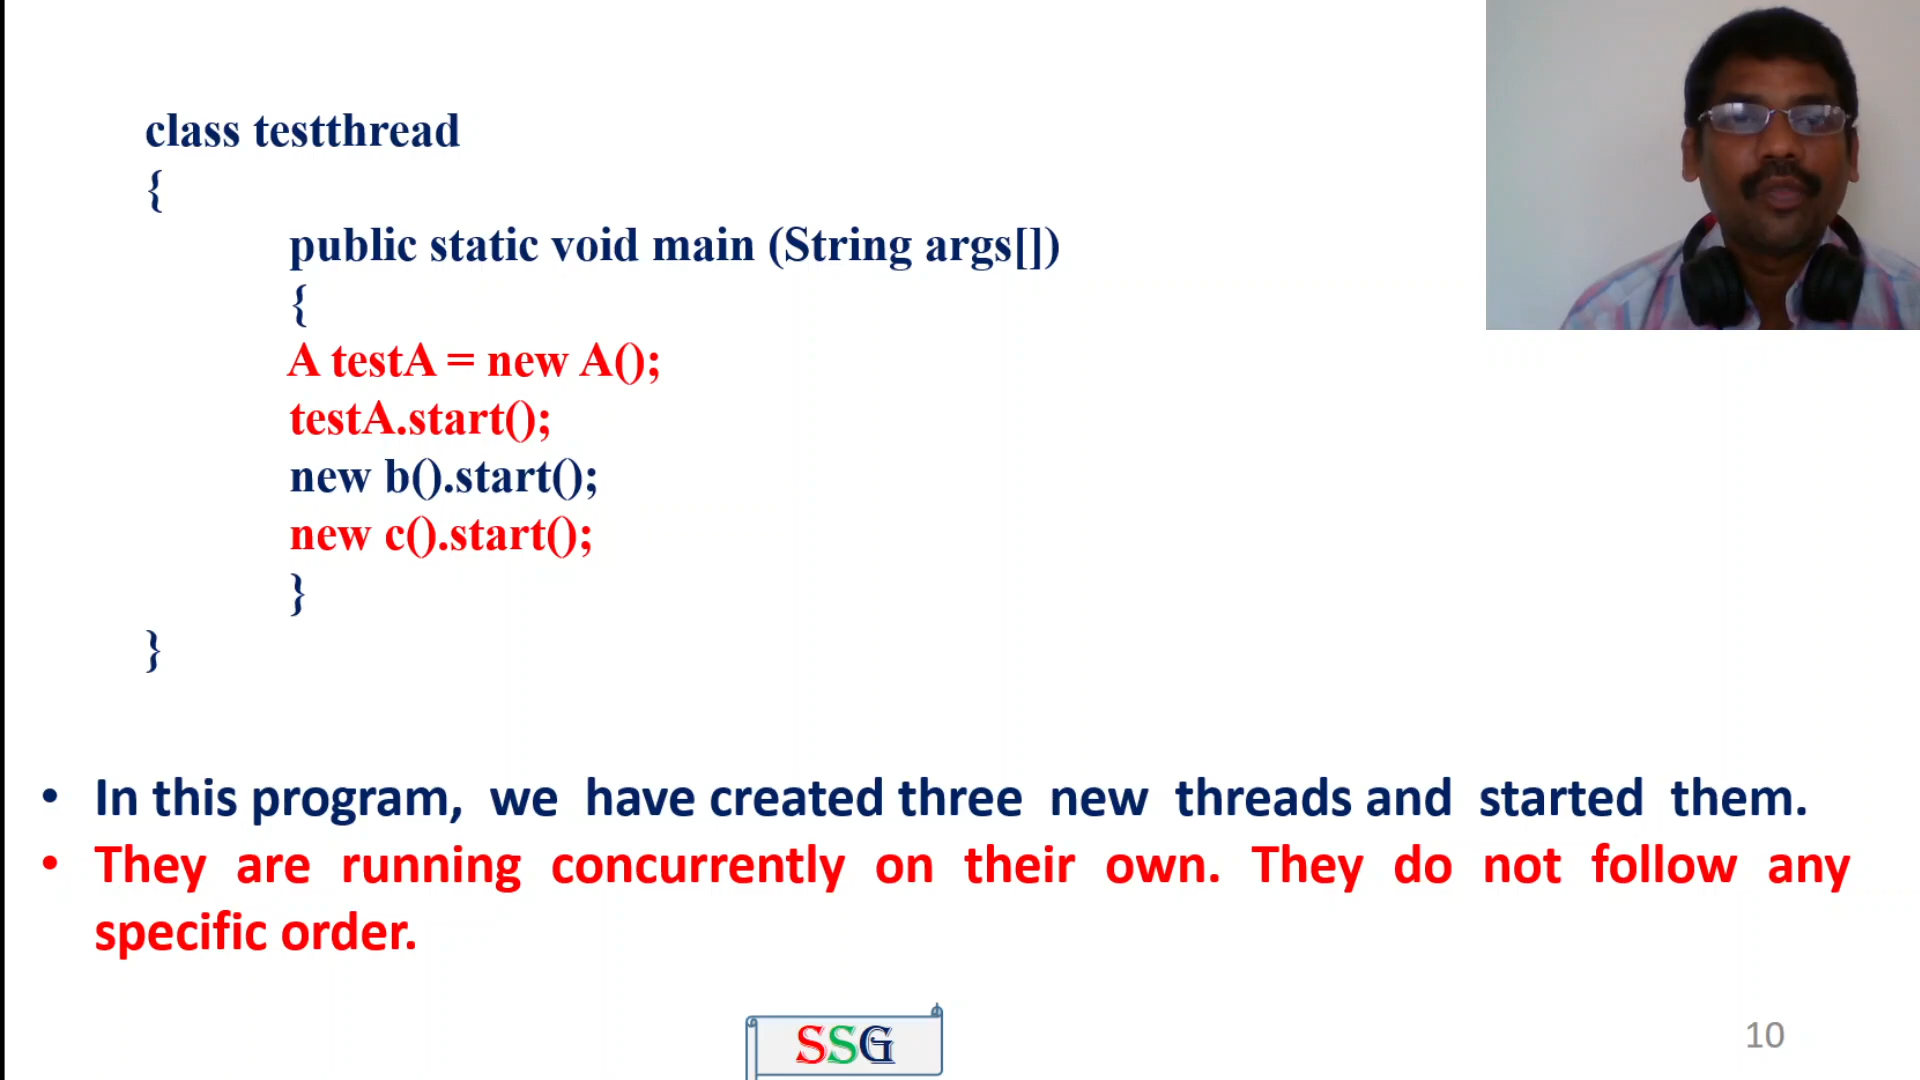 class testthread
{
public static void main (String args[])
{
A testA = new A();
testA.start();
new b().start();
new c().start();
}
}
• In this program, we have created three new threads and started them.
• They are running concurrently on their own. They do not follow any
specific order.
SSG
10